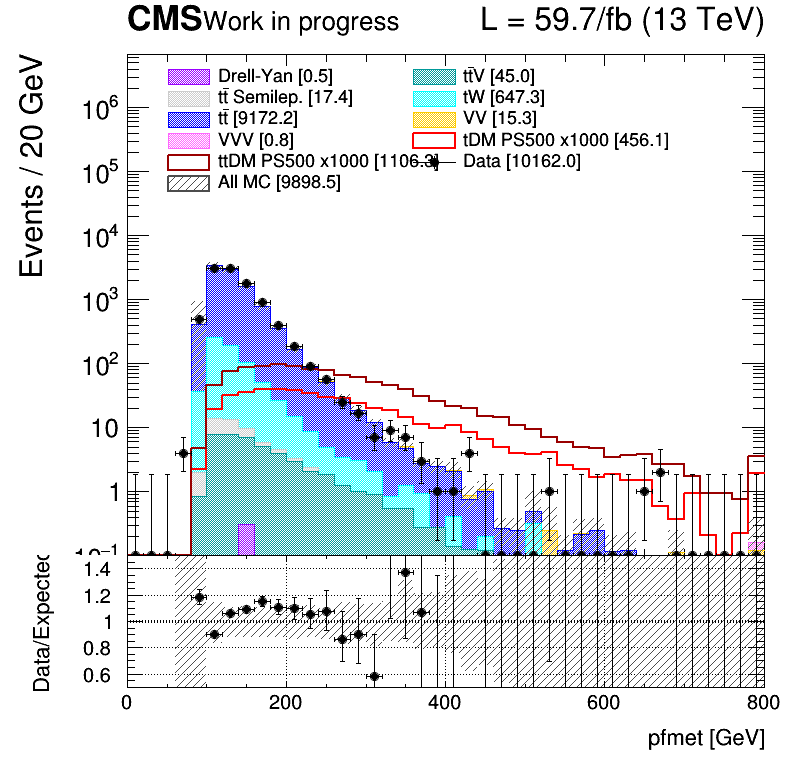 CMS Work in progress L = 59.7/fb (13 TeV)
Events / 20 GeV
Drell-Yan [0.5] tt̄V [45.0]
tt̄ Semilep. [17.4] tW [647.3]
tt̄ [9172.2] VV [15.3]
VVV [0.8] tDM PS500 x1000 [456.1]
ttDM PS500 x1000 [1106.3] Data [10162.0]
All MC [9898.5]
10⁶
10⁵
10⁴
10³
10²
10
1
10⁻¹
Data/Expected
1.4
1.2
1
0.8
0.6
0 200 400 600 800
pfmet [GeV]